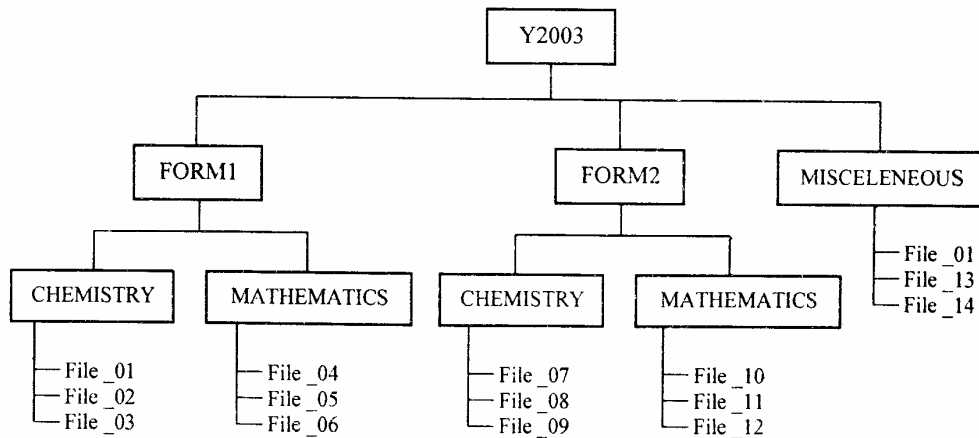 Y2003
FORM1
FORM2
MISCELENEOUS
CHEMISTRY
MATHEMATICS
CHEMISTRY
MATHEMATICS
File _01
File _13
File _14
File _01
File _02
File _03
File _04
File _05
File _06
File _07
File _08
File _09
File _10
File _11
File _12